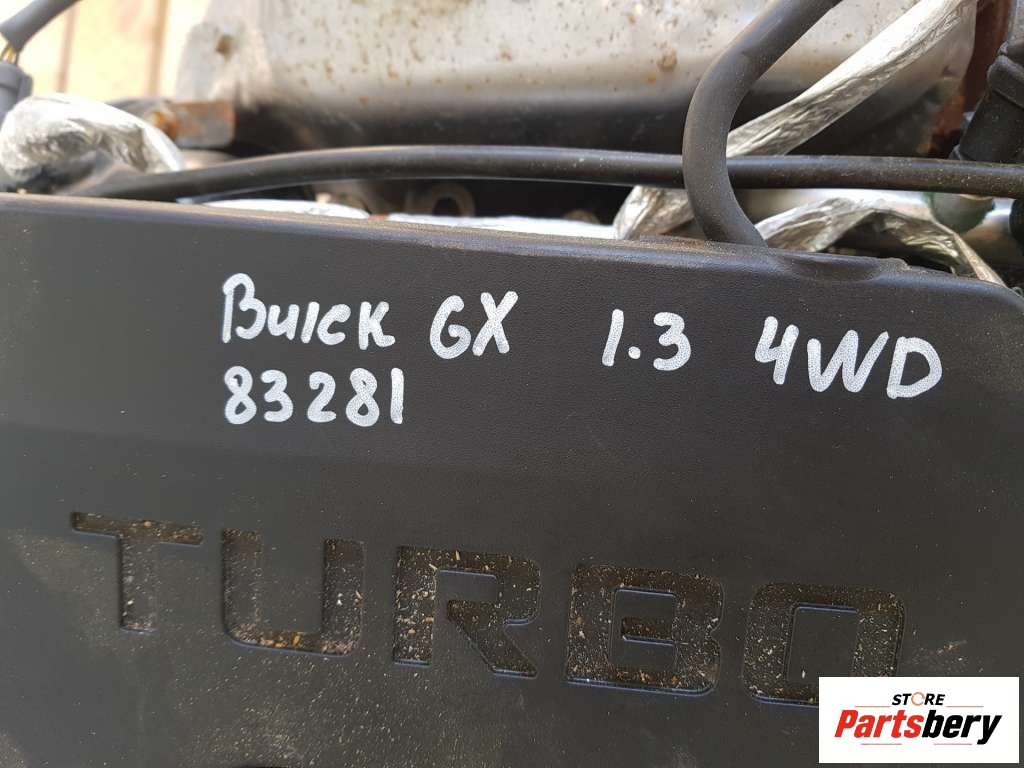 Buick GX 1.3 4WD
83281
TURBO
STORE
Partsbery